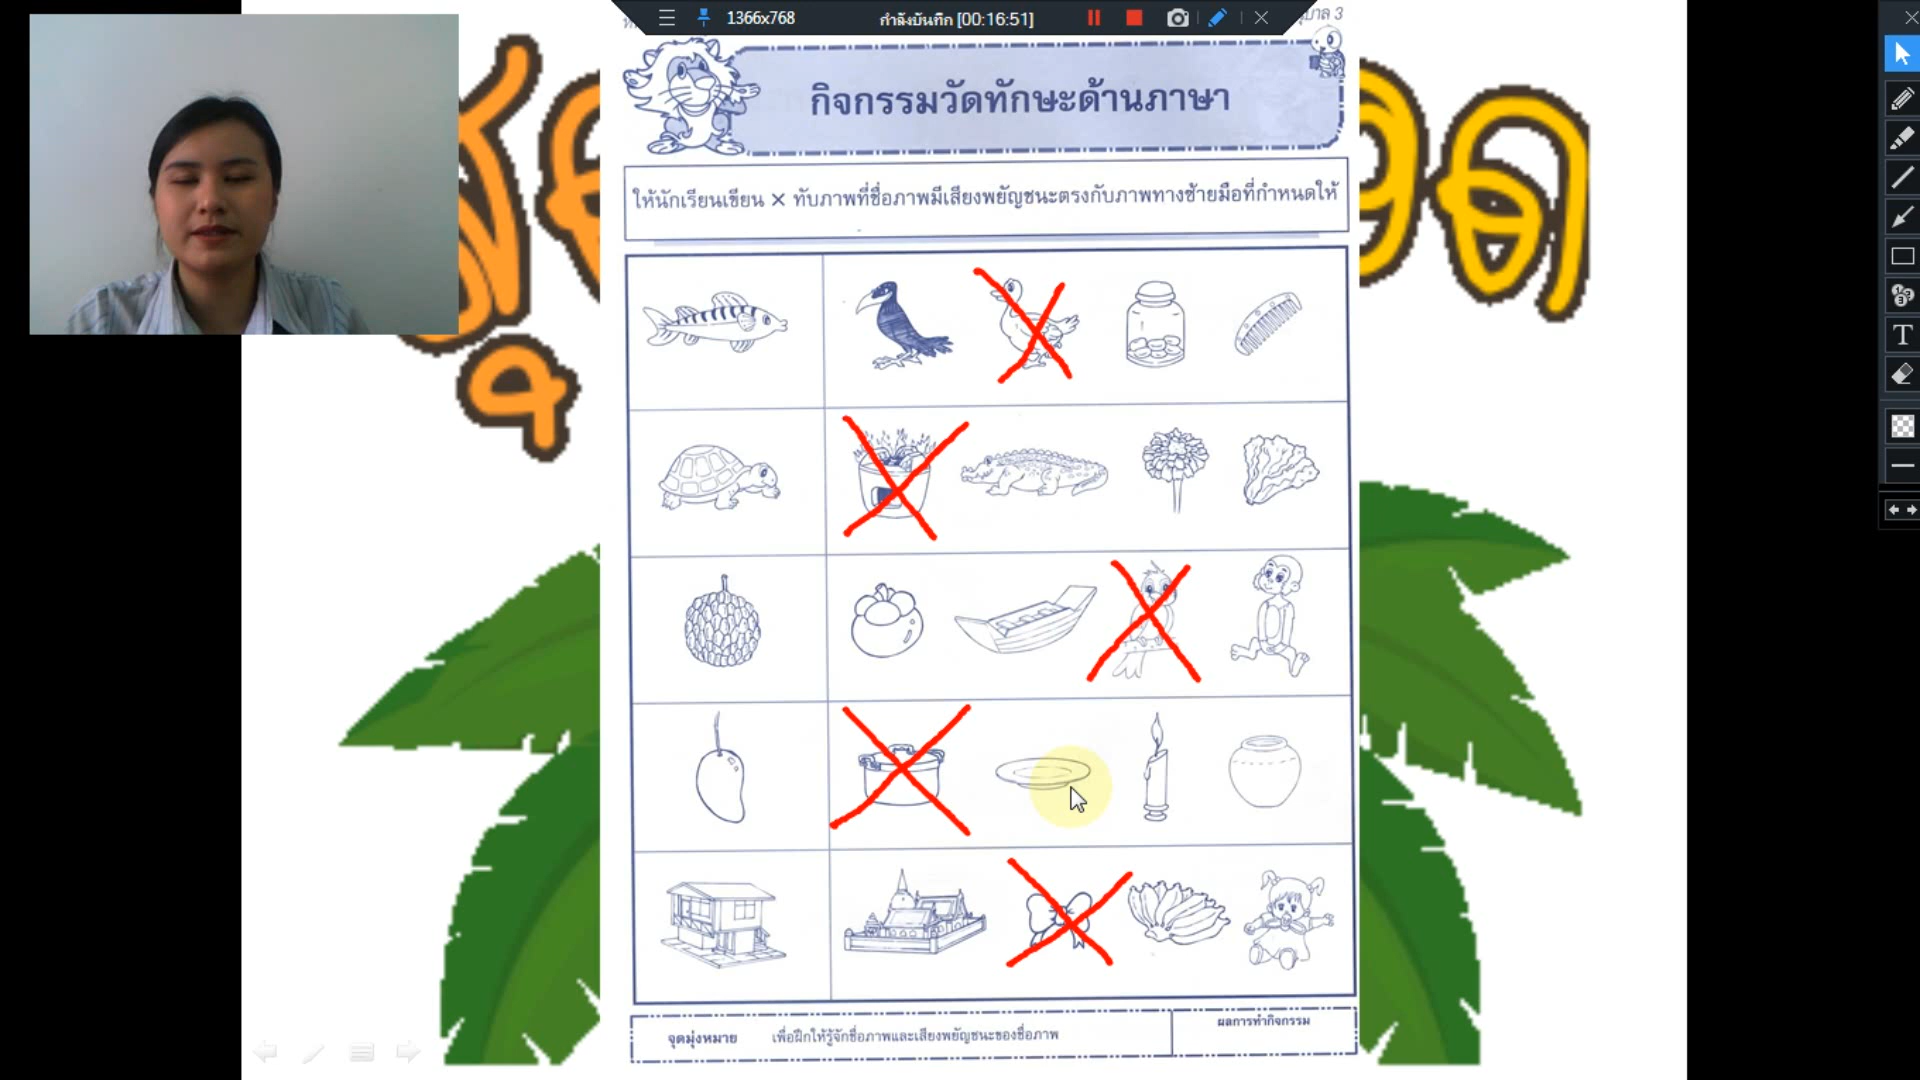 1366x768
กำลังบันทึก [00:16:51]
กิจกรรมวัดทักษะด้านภาษา
ให้นักเรียนเขียน × ทับภาพที่ชื่อภาพมีเสียงพยัญชนะตรงกับภาพทางซ้ายมือที่กำหนดให้
จุดมุ่งหมาย เพื่อฝึกให้รู้จักชื่อภาพและเสียงพยัญชนะของชื่อภาพ
ผลการทำกิจกรรม